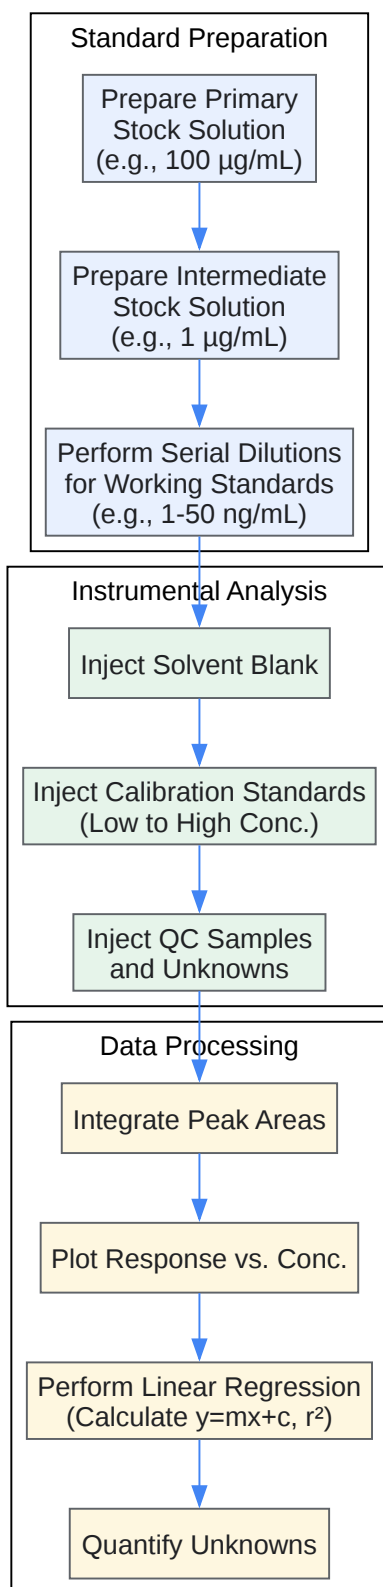 Standard Preparation
Prepare Primary
Stock Solution
(e.g., 100 µg/mL)
Prepare Intermediate
Stock Solution
(e.g., 1 µg/mL)
Perform Serial Dilutions
for Working Standards
(e.g., 1-50 ng/mL)
Instrumental Analysis
Inject Solvent Blank
Inject Calibration Standards
(Low to High Conc.)
Inject QC Samples
and Unknowns
Data Processing
Integrate Peak Areas
Plot Response vs. Conc.
Perform Linear Regression
(Calculate y=mx+c, r²)
Quantify Unknowns